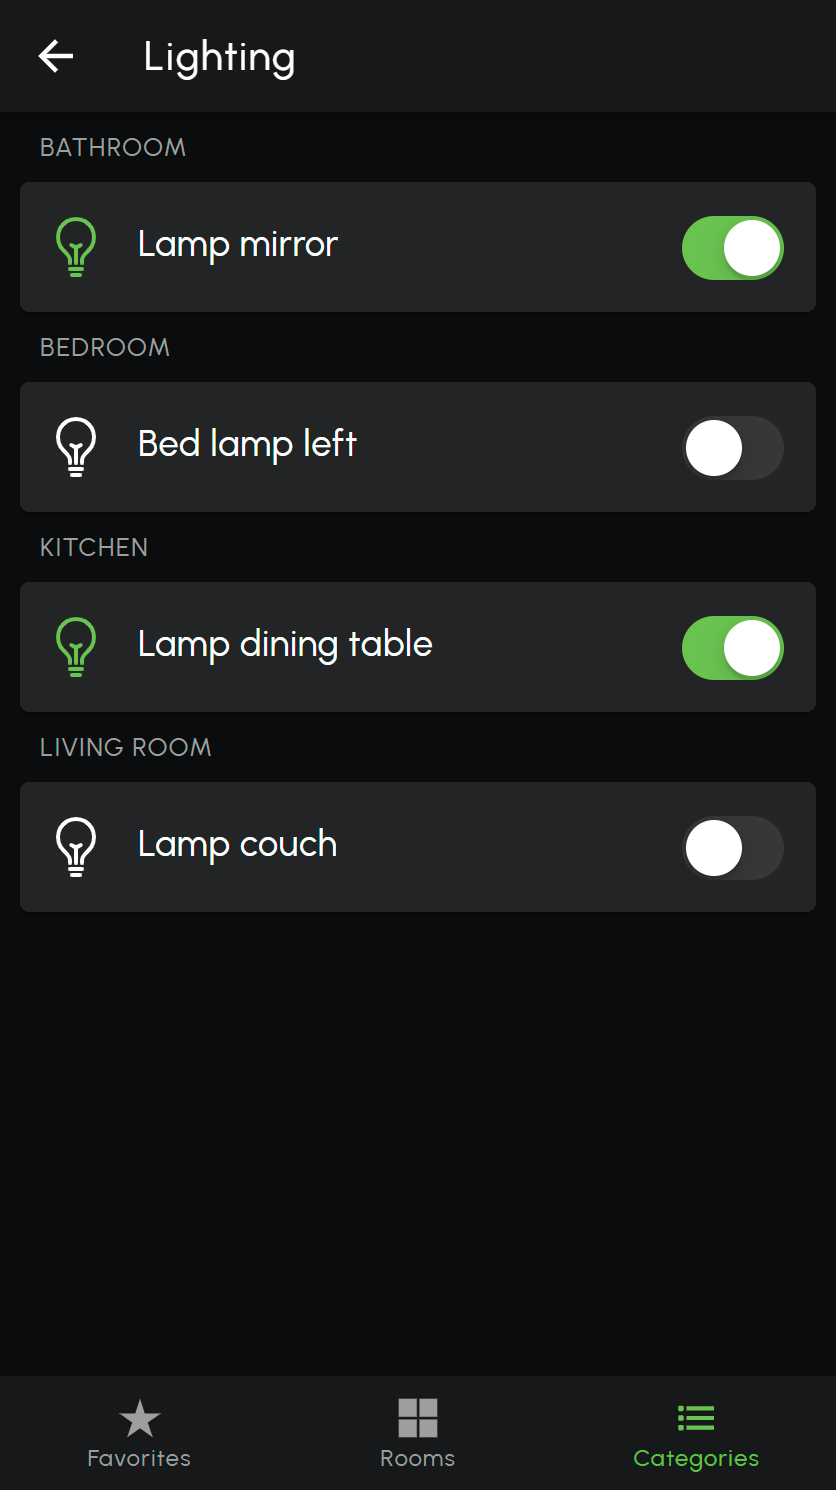 Lighting
BATHROOM
Lamp mirror
BEDROOM
Bed lamp left
KITCHEN
Lamp dining table
LIVING ROOM
Lamp couch
Favorites
Rooms
Categories